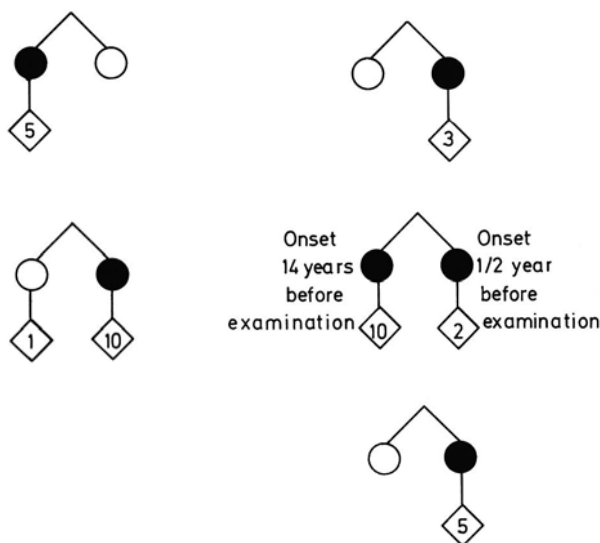 5
3
1
10
Onset
14 years
before
examination
10
Onset
1/2 year
before
examination
2
5